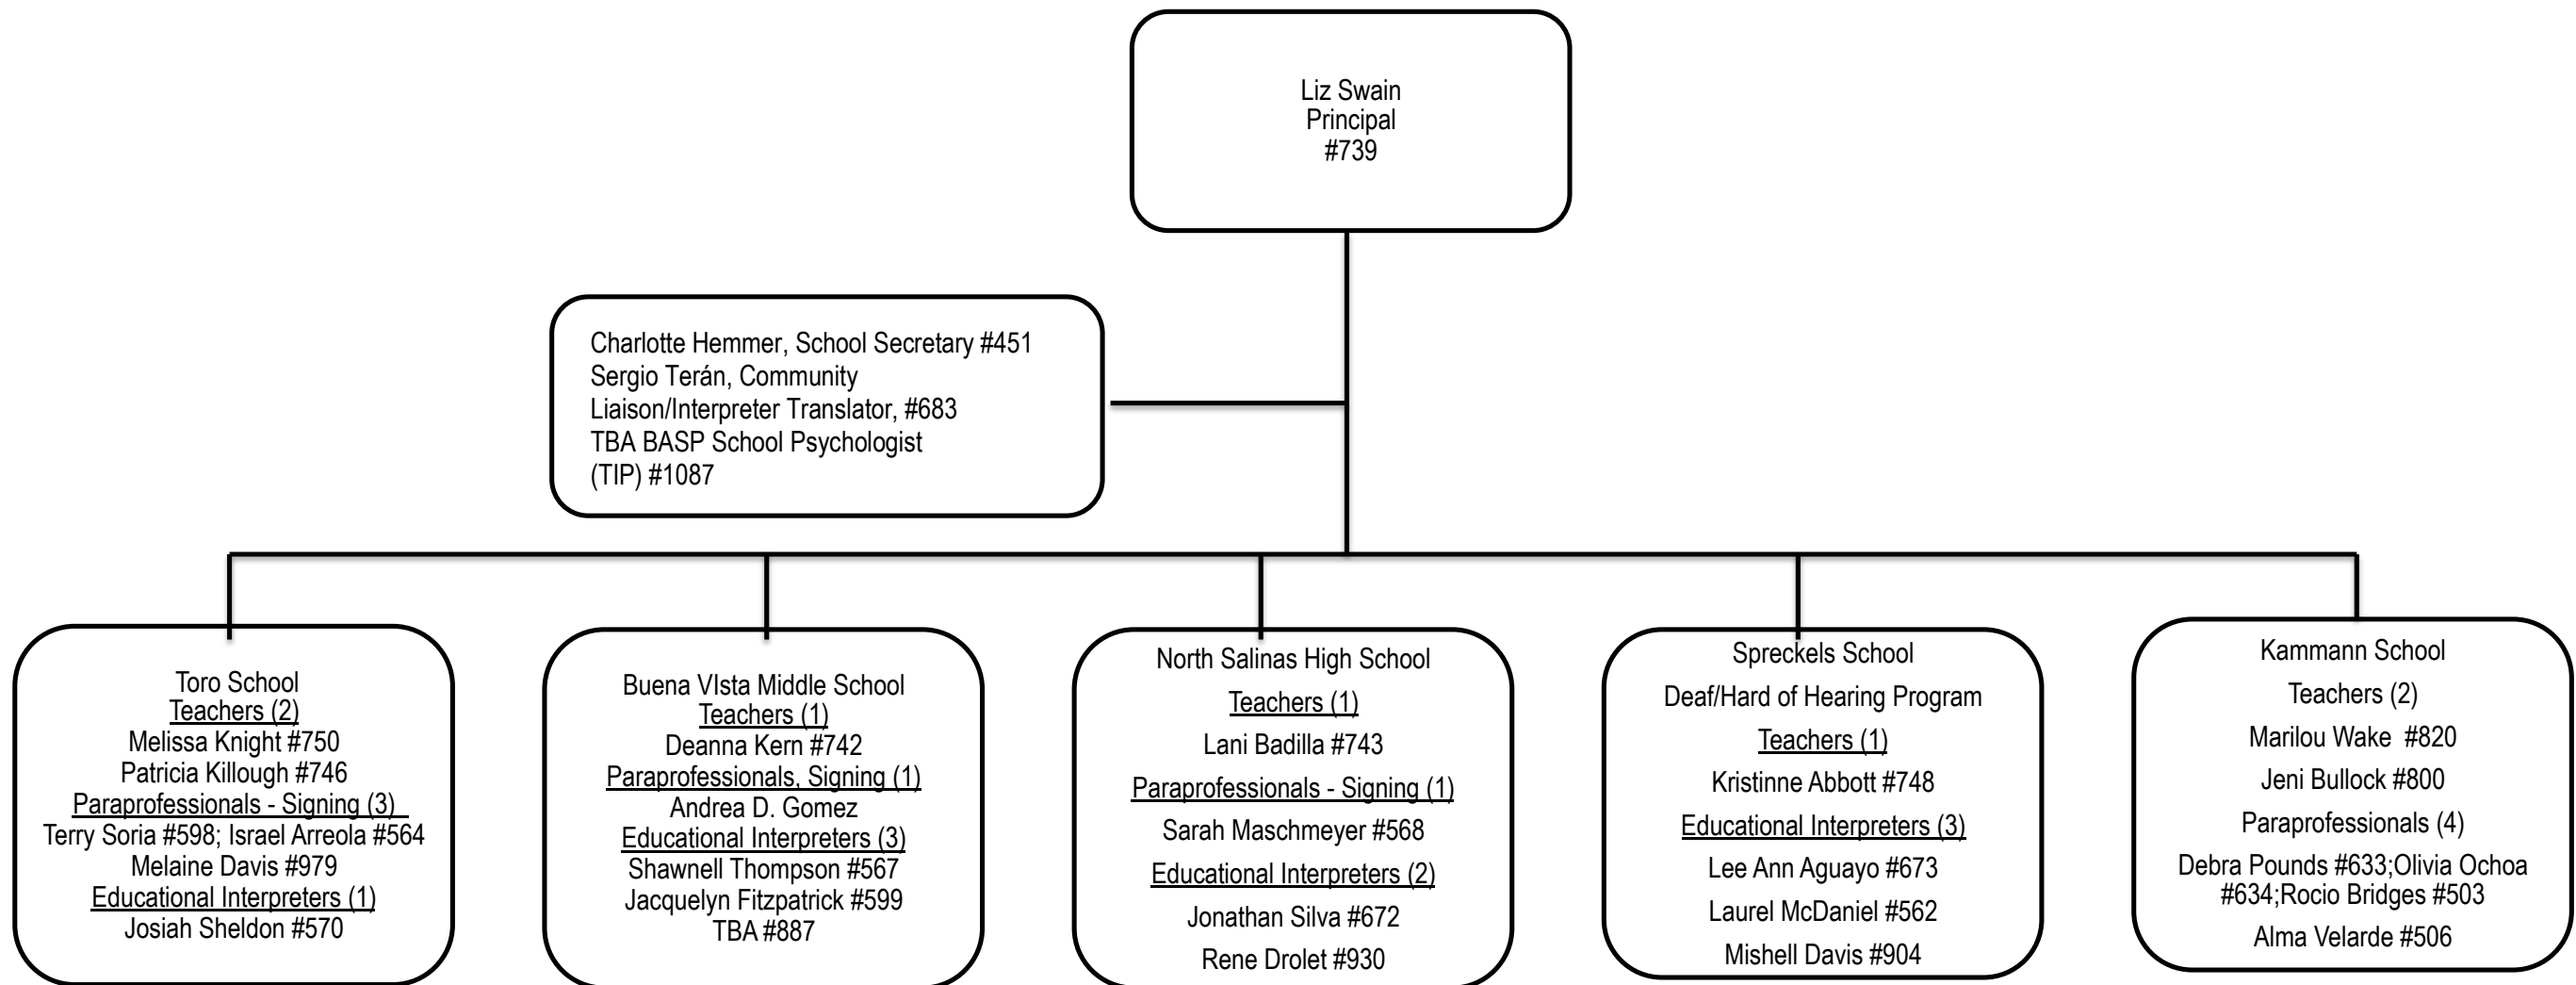 Liz Swain
Principal
#739
Charlotte Hemmer, School Secretary #451
Sergio Terán, Community
Liaison/Interpreter Translator, #683
TBA BASP School Psychologist
(TIP) #1087
Toro School
Teachers (2)
Melissa Knight #750
Patricia Killough #746
Paraprofessionals - Signing (3)
Terry Soria #598; Israel Arreola #564
Melaine Davis #979
Educational Interpreters (1)
Josiah Sheldon #570
Buena VIsta Middle School
Teachers (1)
Deanna Kern #742
Paraprofessionals, Signing (1)
Andrea D. Gomez
Educational Interpreters (3)
Shawnell Thompson #567
Jacquelyn Fitzpatrick #599
TBA #887
North Salinas High School
Teachers (1)
Lani Badilla #743
Paraprofessionals - Signing (1)
Sarah Maschmeyer #568
Educational Interpreters (2)
Jonathan Silva #672
Rene Drolet #930
Spreckels School
Deaf/Hard of Hearing Program
Teachers (1)
Kristinne Abbott #748
Educational Interpreters (3)
Lee Ann Aguayo #673
Laurel McDaniel #562
Mishell Davis #904
Kammann School
Teachers (2)
Marilou Wake  #820
Jeni Bullock #800
Paraprofessionals (4)
Debra Pounds #633;Olivia Ochoa
#634;Rocio Bridges #503
Alma Velarde #506